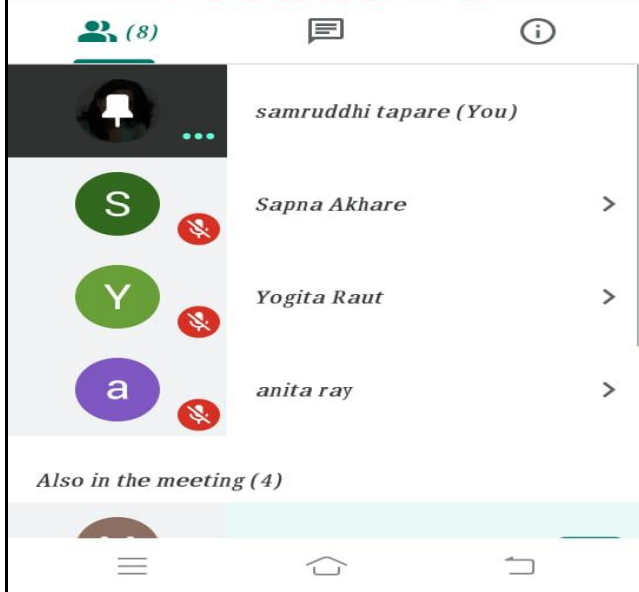 (8)
samruddhi tapare (You)
S
Sapna Akhare
Y
Yogita Raut
a
anita ray
Also in the meeting (4)